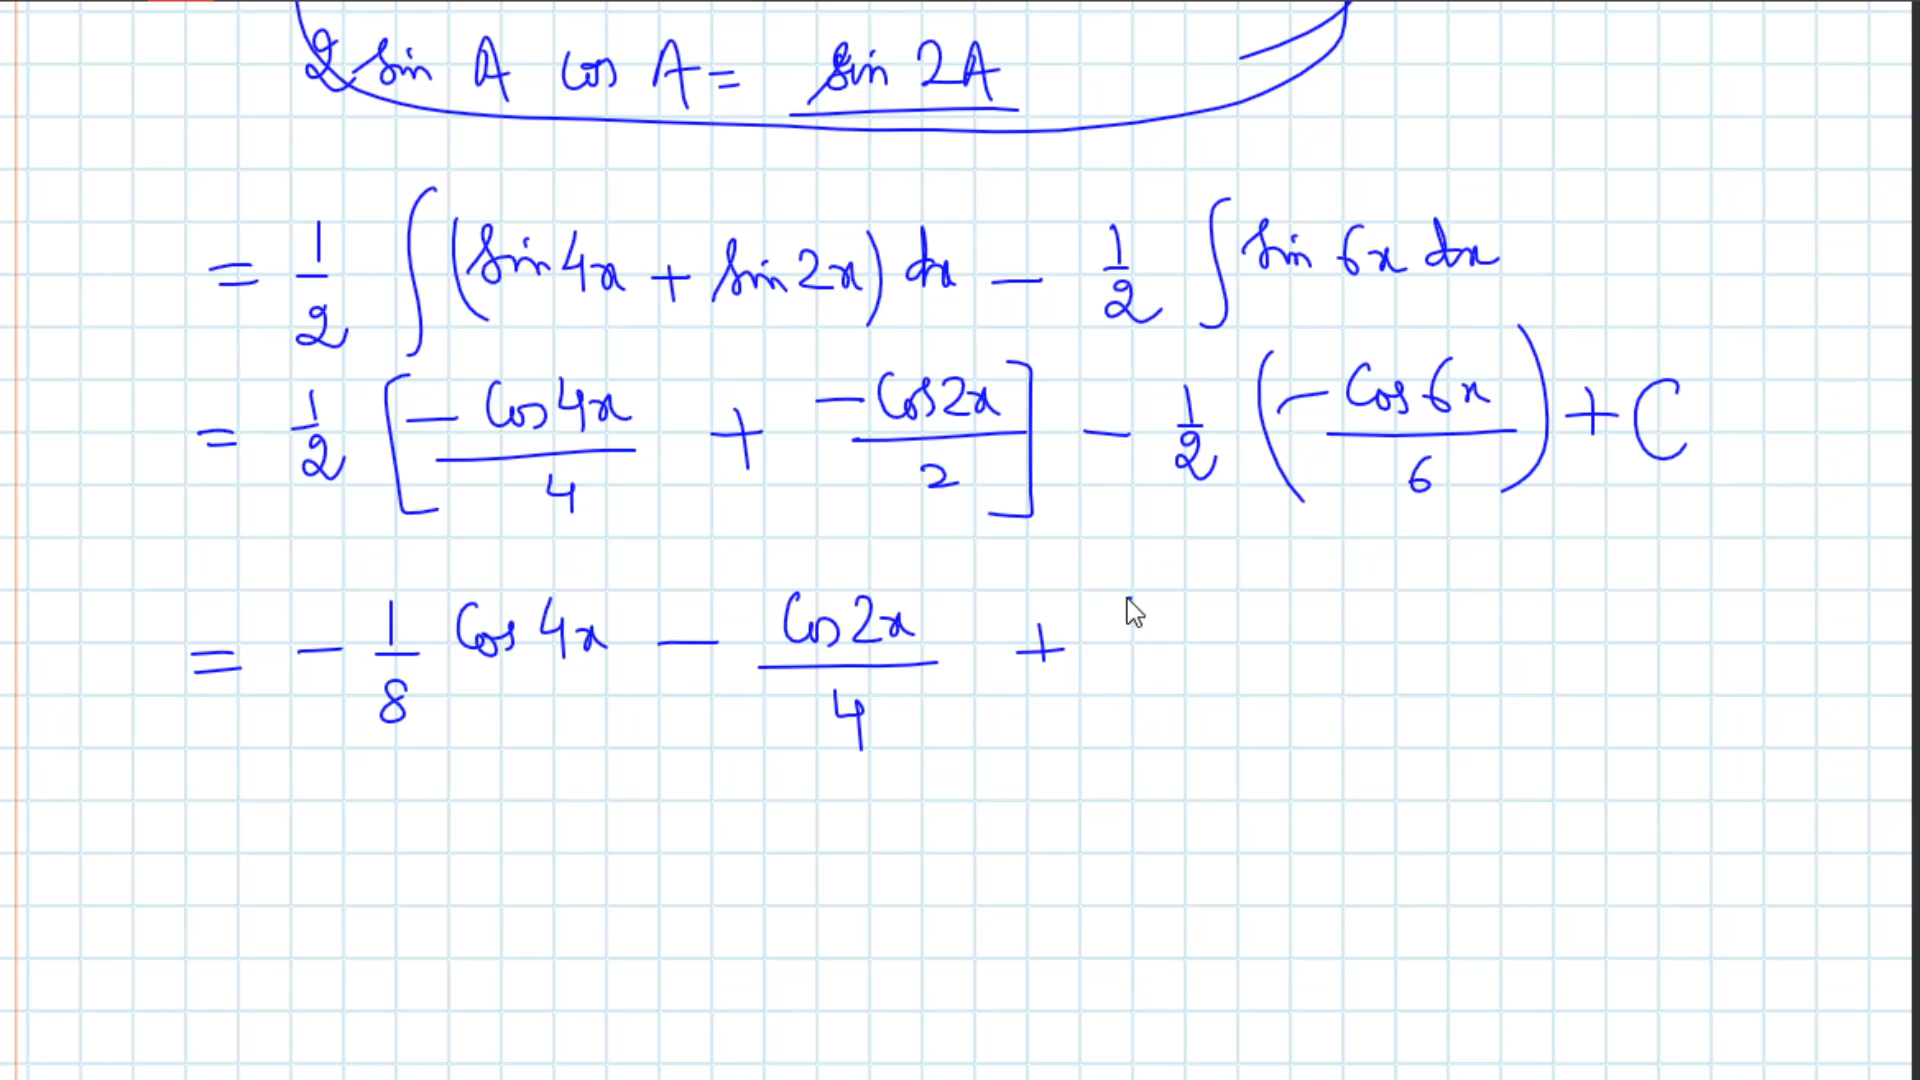 2 sin A cos A = sin 2A
= 1/2 ∫ (sin 4x + sin 2x) dx − 1/2 ∫ sin 6x dx
= 1/2 [ −Cos 4x / 4 + −Cos 2x / 2 ] − 1/2 ( −Cos 6x / 6 ) + C
= − 1/8 Cos 4x − Cos 2x / 4 +